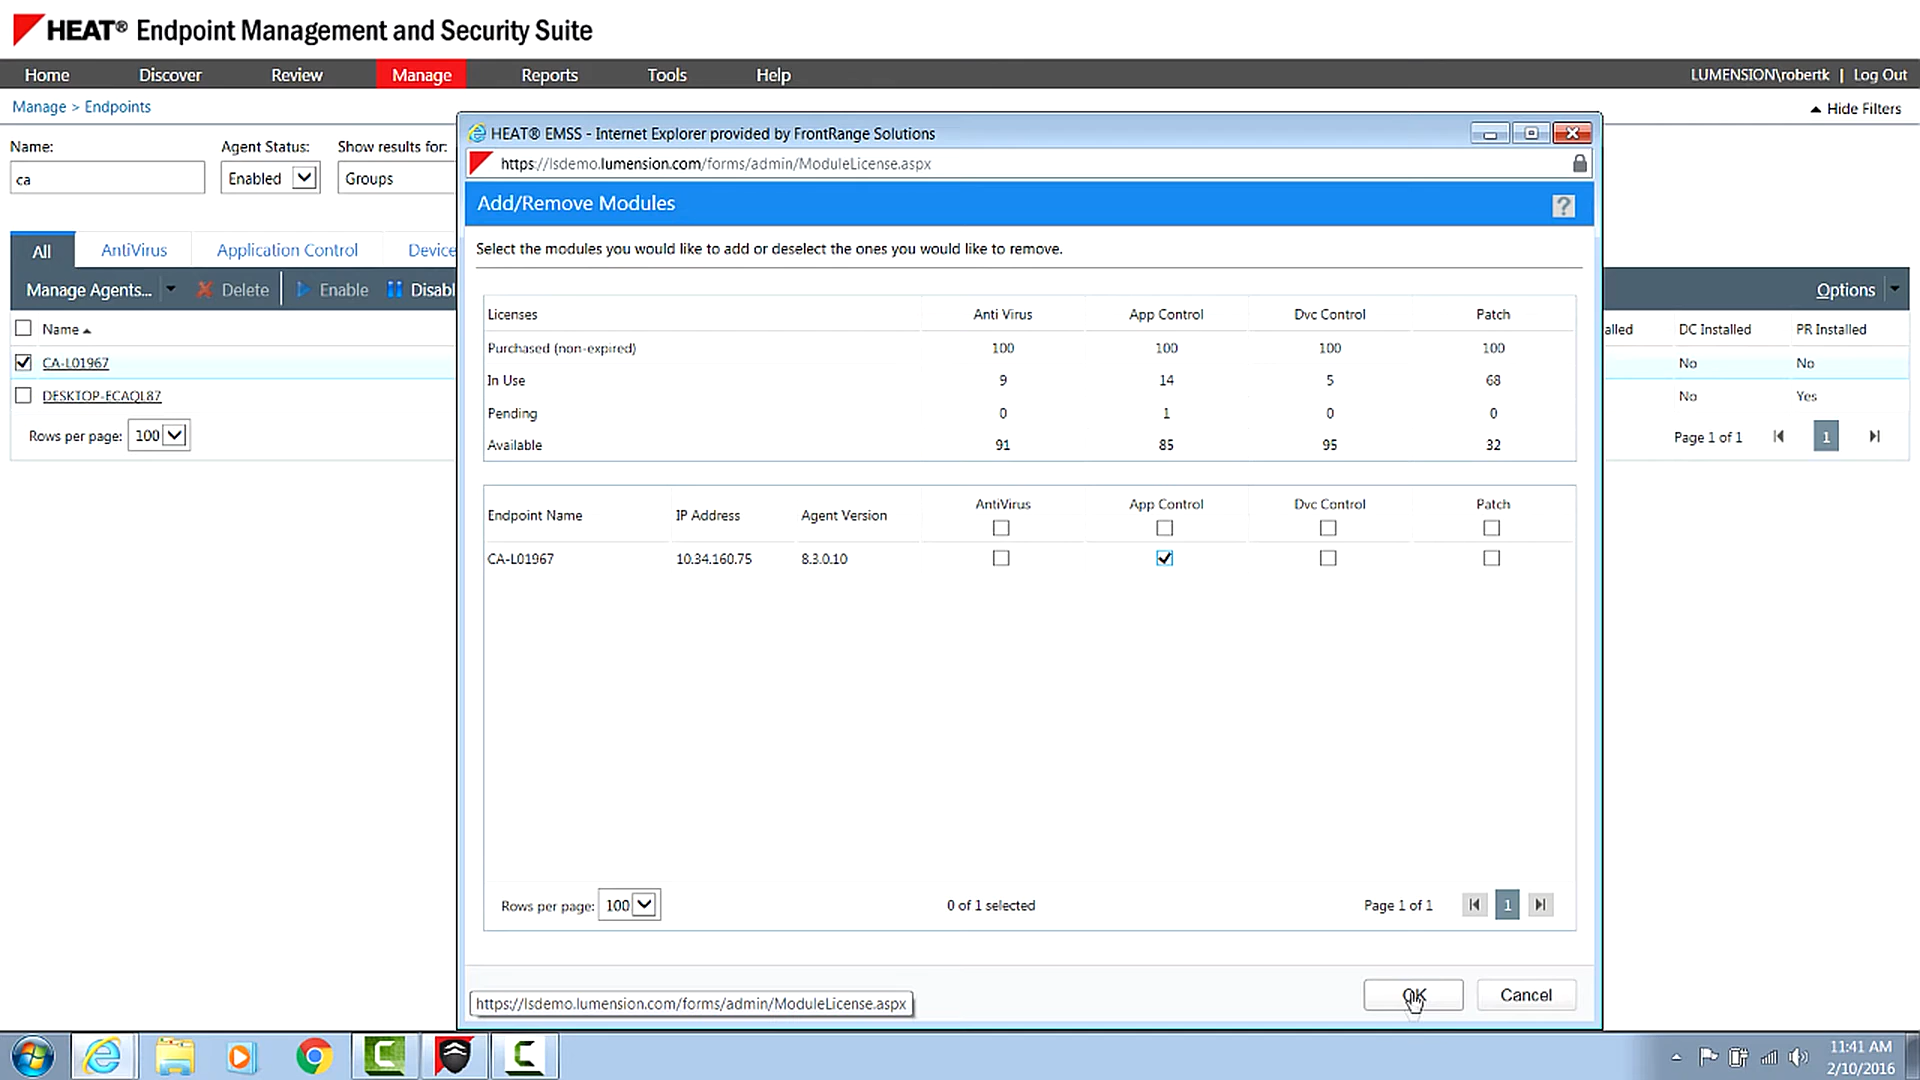 HEAT® Endpoint Management and Security Suite
Home Discover Review Manage Reports Tools Help LUMENSION\robertk | Log Out
Manage > Endpoints Hide Filters
Name: Agent Status: Show results for:
ca Enabled Groups
All AntiVirus Application Control Device
Manage Agents... Delete Enable Disabl Options
Name alled DC Installed PR Installed
CA-L01967 No No
DESKTOP-ECAQL87 No Yes
Rows per page: 100 Page 1 of 1 1
HEAT® EMSS - Internet Explorer provided by FrontRange Solutions
https://lsdemo.lumension.com/forms/admin/ModuleLicense.aspx
Add/Remove Modules ?
Select the modules you would like to add or deselect the ones you would like to remove.
Licenses Anti Virus App Control Dvc Control Patch
Purchased (non-expired) 100 100 100 100
In Use 9 14 5 68
Pending 0 1 0 0
Available 91 85 95 32
Endpoint Name IP Address Agent Version AntiVirus App Control Dvc Control Patch
CA-L01967 10.34.160.75 8.3.0.10
Rows per page: 100 0 of 1 selected Page 1 of 1 1
https://lsdemo.lumension.com/forms/admin/ModuleLicense.aspx
OK Cancel
11:41 AM
2/10/2016